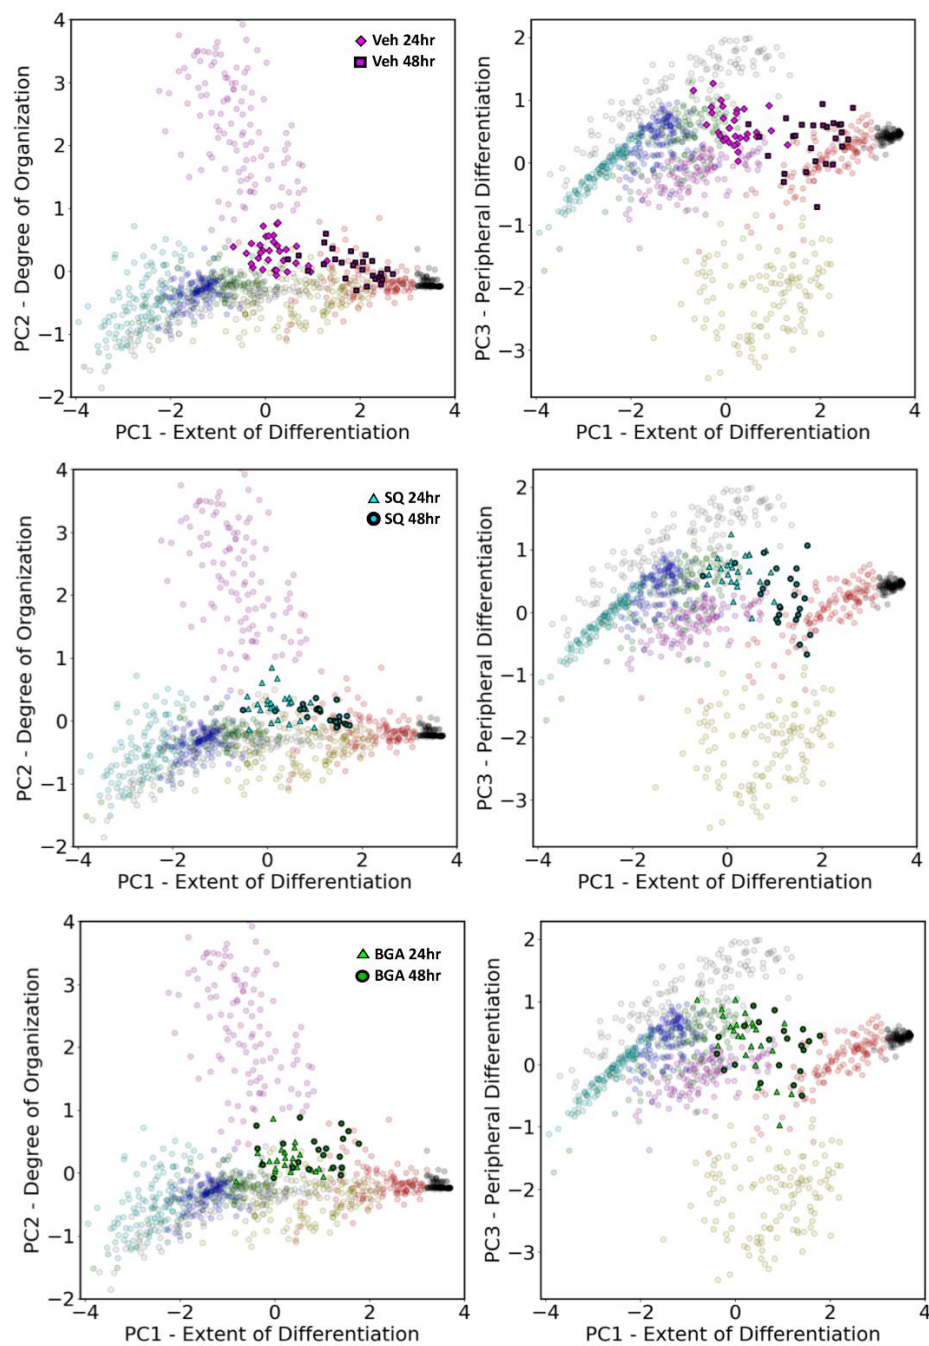 4
3
2
1
0
−1
−2
PC2 - Degree of Organization
Veh 24hr
Veh 48hr
−4 −2 0 2 4
PC1 - Extent of Differentiation
2
1
0
−1
−2
−3
PC3 - Peripheral Differentiation
−4 −2 0 2 4
PC1 - Extent of Differentiation
4
3
2
1
0
−1
−2
PC2 - Degree of Organization
SQ 24hr
SQ 48hr
−4 −2 0 2 4
PC1 - Extent of Differentiation
2
1
0
−1
−2
−3
PC3 - Peripheral Differentiation
−4 −2 0 2 4
PC1 - Extent of Differentiation
4
3
2
1
0
−1
−2
PC2 - Degree of Organization
BGA 24hr
BGA 48hr
−4 −2 0 2 4
PC1 - Extent of Differentiation
2
1
0
−1
−2
−3
PC3 - Peripheral Differentiation
−4 −2 0 2 4
PC1 - Extent of Differentiation